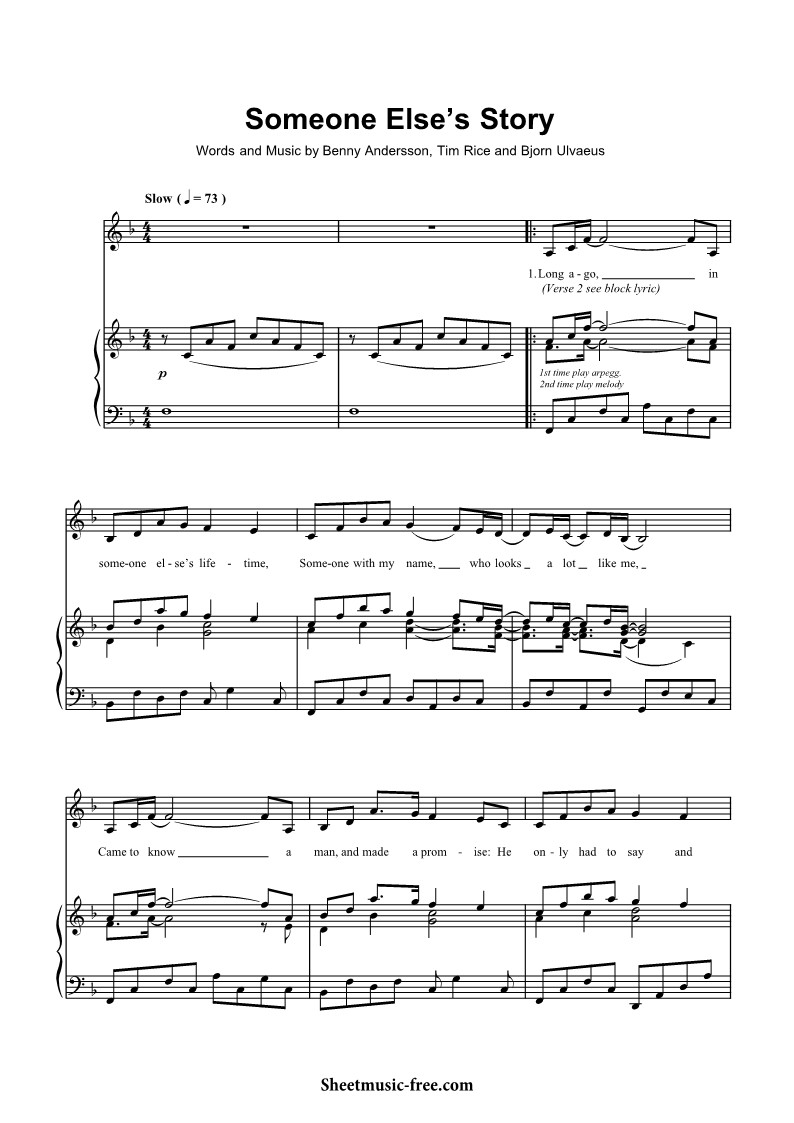 Someone Else's Story
Words and Music by Benny Andersson, Tim Rice and Bjorn Ulvaeus
Slow ( ♩ = 73 )
1. Long a - go, in
(Verse 2 see block lyric)
p
1st time play arpegg.
2nd time play melody
some-one el - se's life - time, Some-one with my name, who looks a lot like me,
Came to know a man, and made a prom - ise: He on - ly had to say and
Sheetmusic-free.com